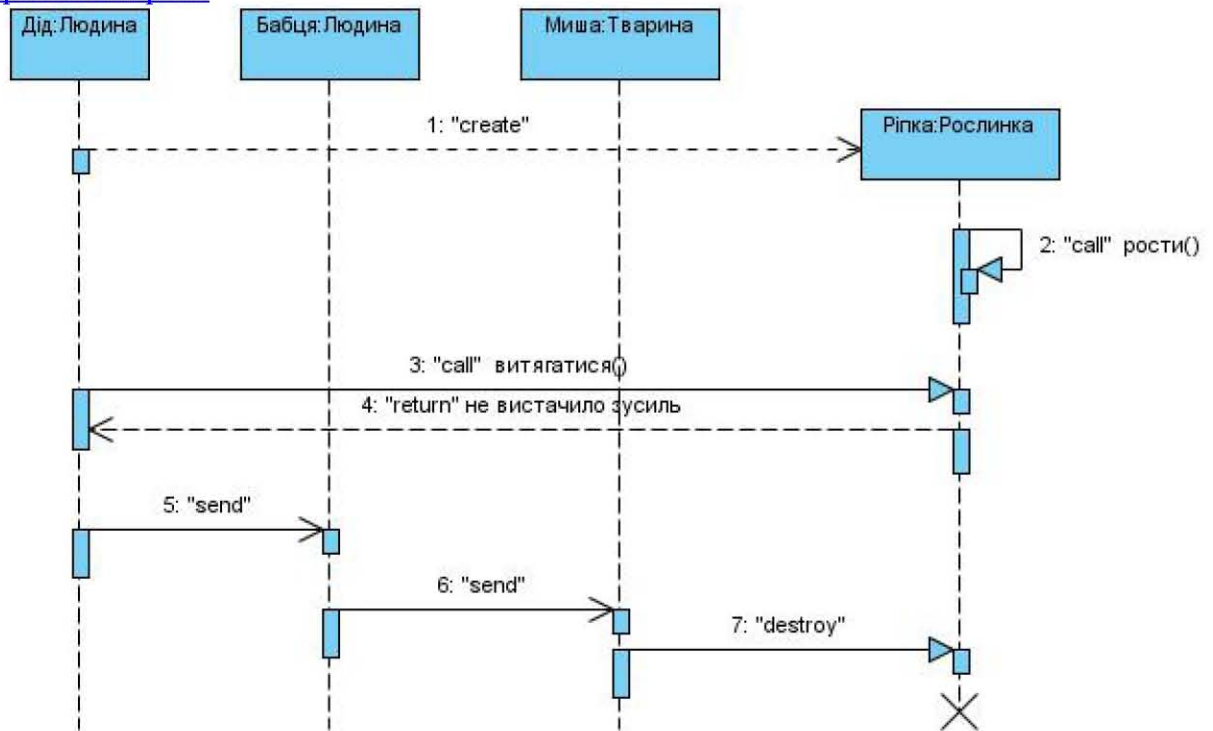 Дід:Людина
Бабця:Людина
Миша:Тварина
1: "create"
Ріпка:Рослинка
2: "call" рости()
3: "call" витягатися()
4: "return" не вистачило зусиль
5: "send"
6: "send"
7: "destroy"